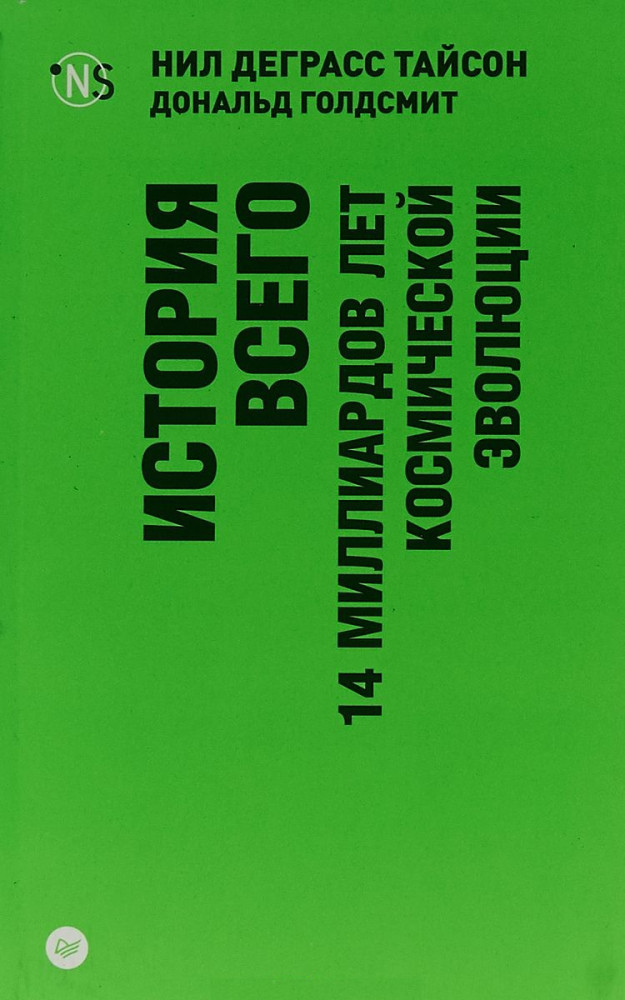 NS
НИЛ ДЕГРАСС ТАЙСОН
ДОНАЛЬД ГОЛДСМИТ
ИСТОРИЯ
ВСЕГО
14 МИЛЛИАРДОВ ЛЕТ
КОСМИЧЕСКОЙ
ЭВОЛЮЦИИ